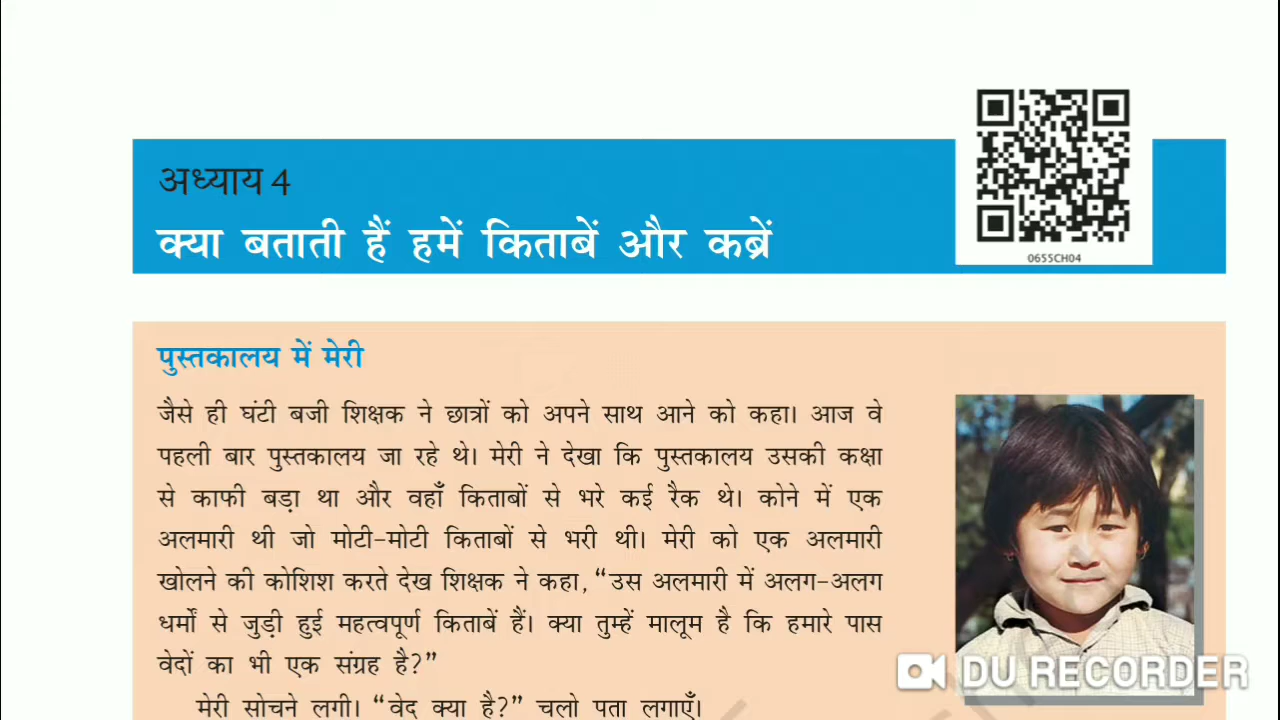 अध्याय 4
क्या बताती हैं हमें किताबें और कब्रें
0655CH04
पुस्तकालय में मेरी
जैसे ही घंटी बजी शिक्षक ने छात्रों को अपने साथ आने को कहा। आज वे
पहली बार पुस्तकालय जा रहे थे। मेरी ने देखा कि पुस्तकालय उसकी कक्षा
से काफी बड़ा था और वहाँ किताबों से भरे कई रैक थे। कोने में एक
अलमारी थी जो मोटी-मोटी किताबों से भरी थी। मेरी को एक अलमारी
खोलने की कोशिश करते देख शिक्षक ने कहा, “उस अलमारी में अलग-अलग
धर्मों से जुड़ी हुई महत्वपूर्ण किताबें हैं। क्या तुम्हें मालूम है कि हमारे पास
वेदों का भी एक संग्रह है?”
मेरी सोचने लगी। “वेद क्या है?” चलो पता लगाएँ।
DU RECORDER